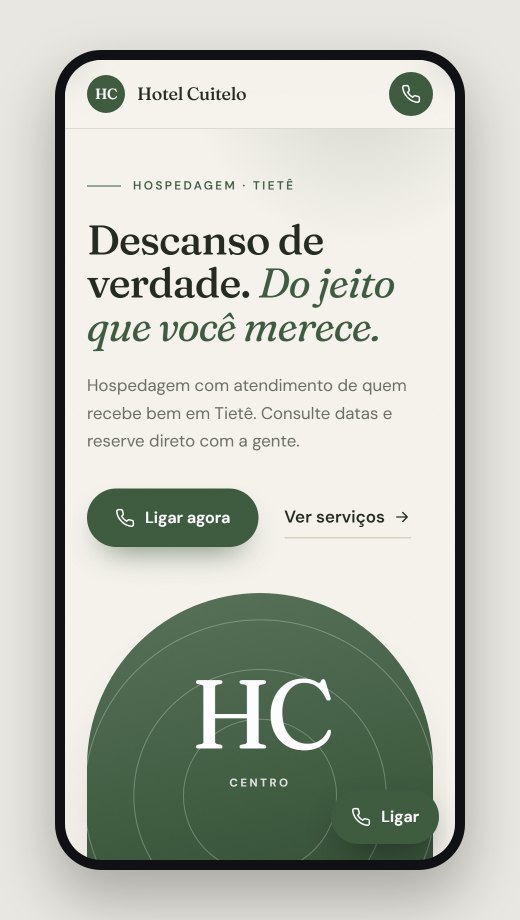 HC Hotel Cuitelo
HOSPEDAGEM · TIETÊ
Descanso de
verdade. Do jeito
que você merece.
Hospedagem com atendimento de quem
recebe bem em Tietê. Consulte datas e
reserve direto com a gente.
Ligar agora
Ver serviços →
HC
CENTRO
Ligar